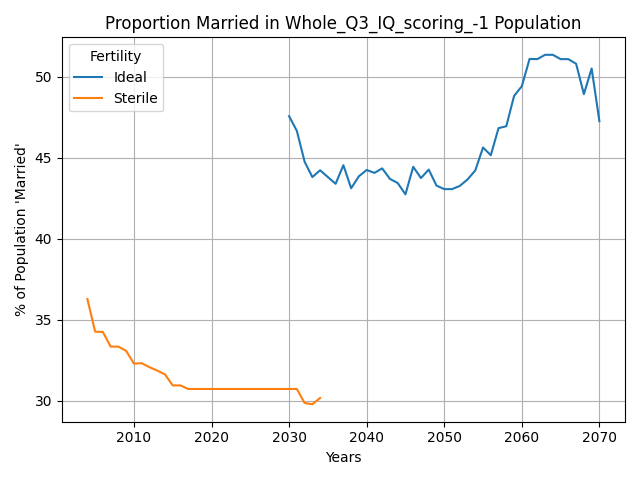 Proportion Married in Whole_Q3_IQ_scoring_-1 Population
Fertility
Ideal
Sterile
% of Population 'Married'
50
45
40
35
30
2010
2020
2030
2040
2050
2060
2070
Years